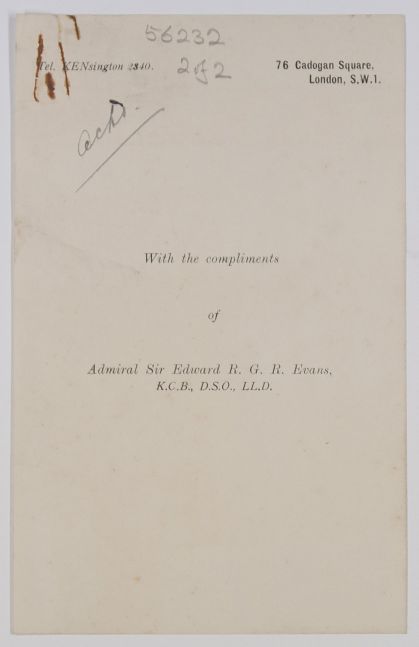 56232
2 of 2
Tel. KENsington 2340.
76 Cadogan Square,
London, S.W.1.
ackd.
With the compliments
of
Admiral Sir Edward R. G. R. Evans,
K.C.B., D.S.O., LL.D.